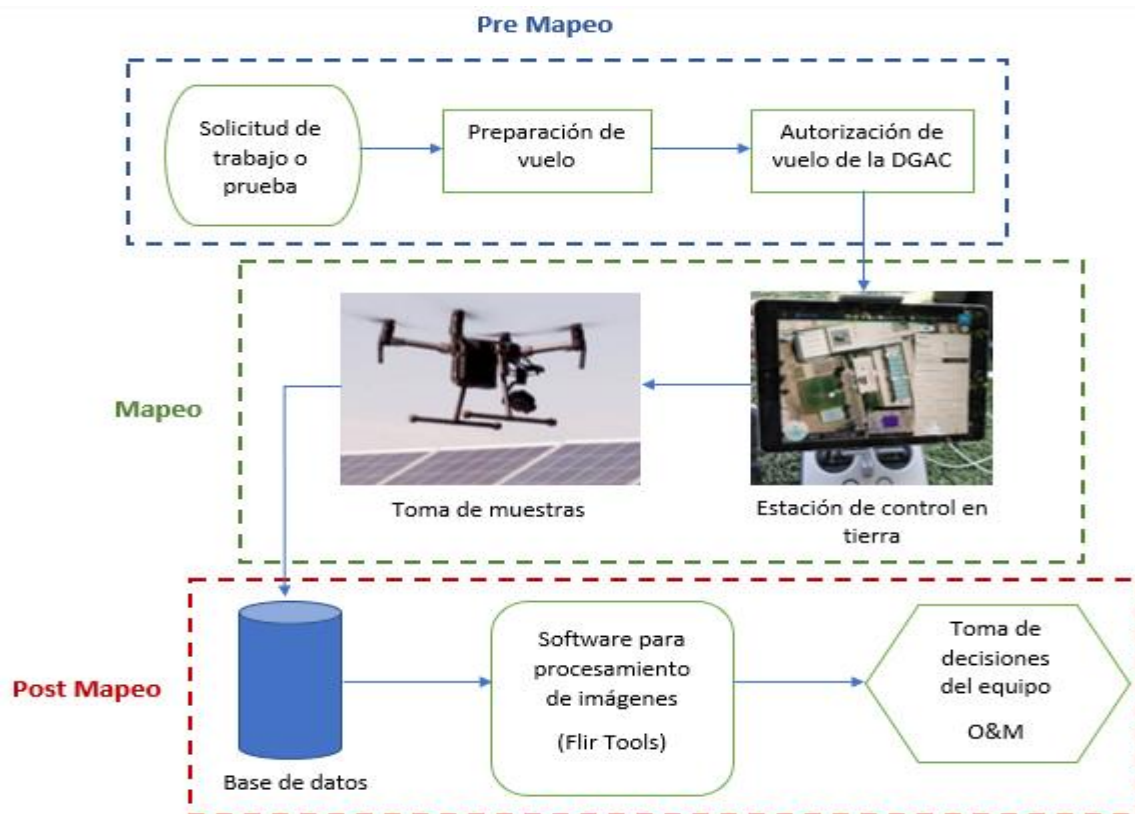 Pre Mapeo
Solicitud de
trabajo o
prueba
Preparación de
vuelo
Autorización de
vuelo de la DGAC
Mapeo
Toma de muestras
Estación de control en
tierra
Post Mapeo
Base de datos
Software para
procesamiento
de imágenes
(Flir Tools)
Toma de
decisiones
del equipo
O&M